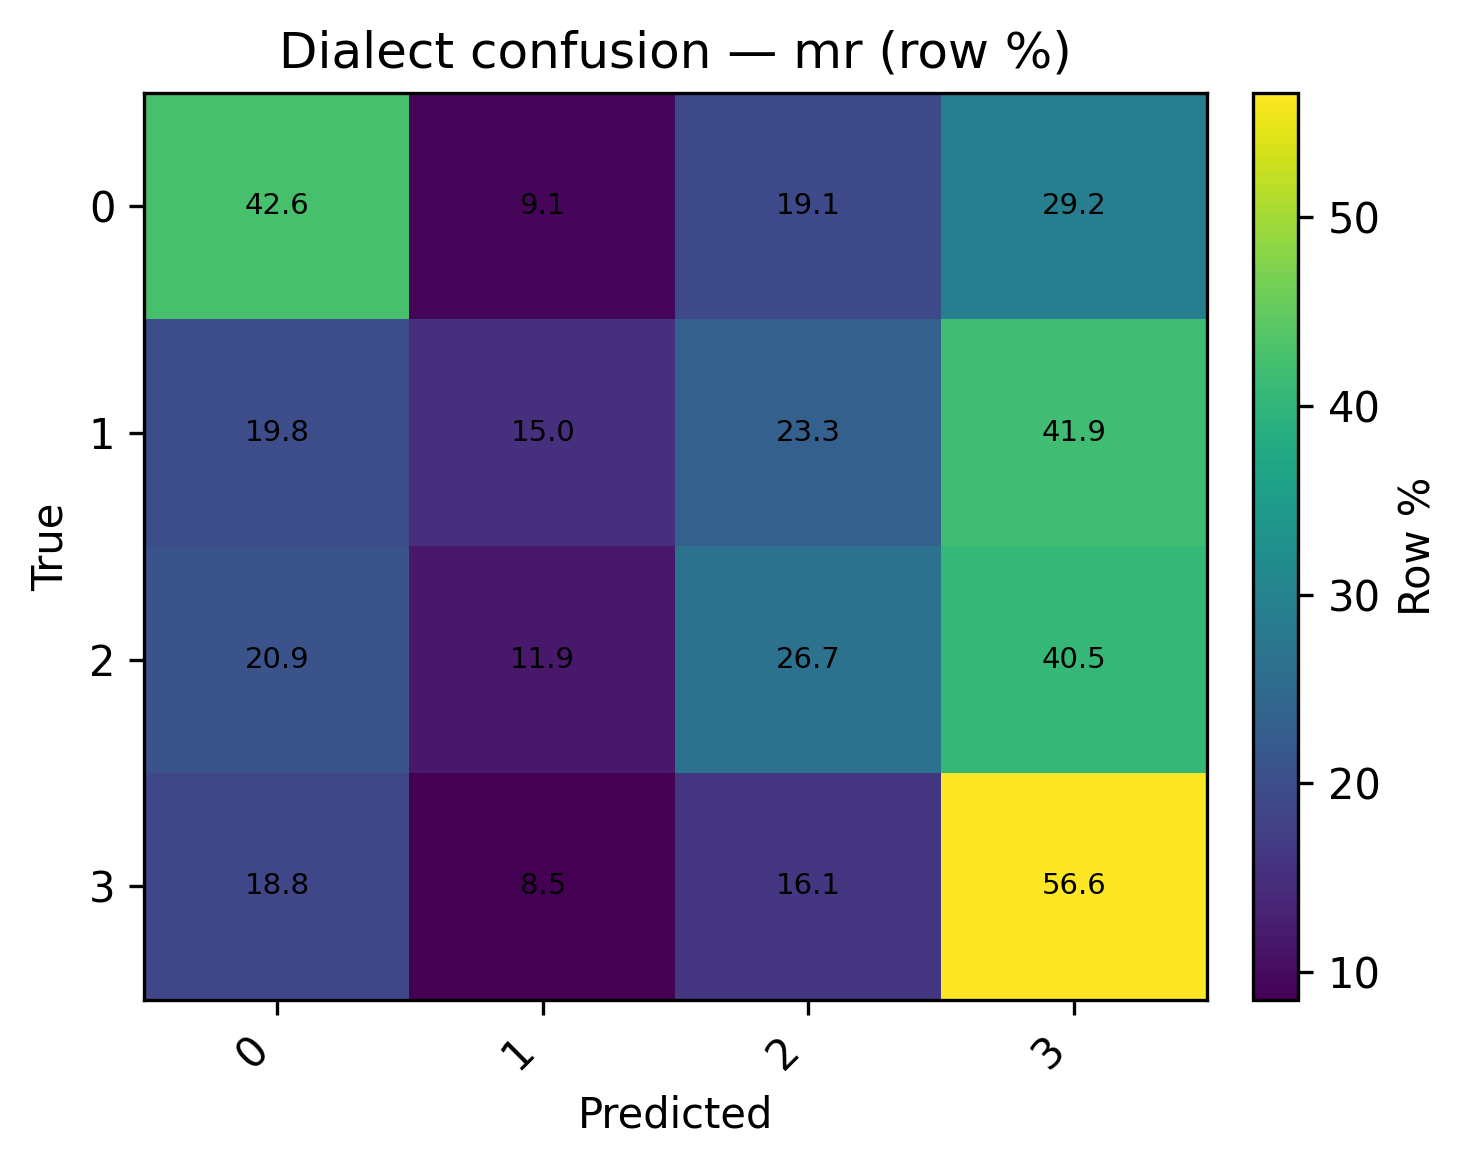 Dialect confusion — mr (row %)
0 42.6 9.1 19.1 29.2
1 19.8 15.0 23.3 41.9
2 20.9 11.9 26.7 40.5
3 18.8 8.5 16.1 56.6
0 1 2 3
Predicted
True
50
40
30
20
10
Row %